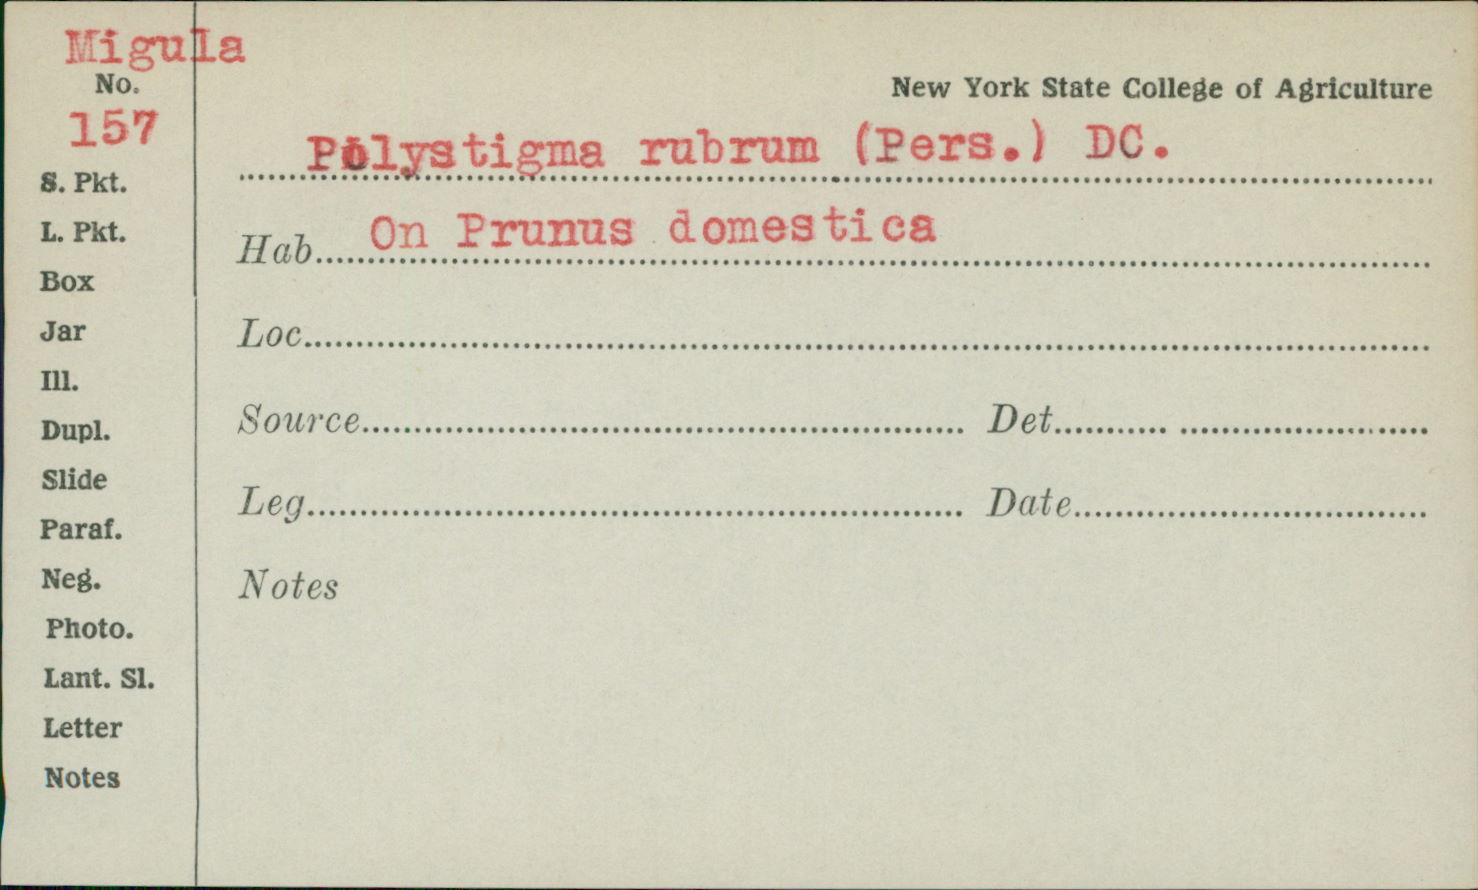 Migula
No.
157
New York State College of Agriculture
Polystigma rubrum (Pers.) DC.
S. Pkt.
L. Pkt.
Hab. On Prunus domestica
Box
Jar
Loc.
Ill.
Dupl.
Source Det.
Slide
Leg. Date
Paraf.
Neg.
Notes
Photo.
Lant. Sl.
Letter
Notes